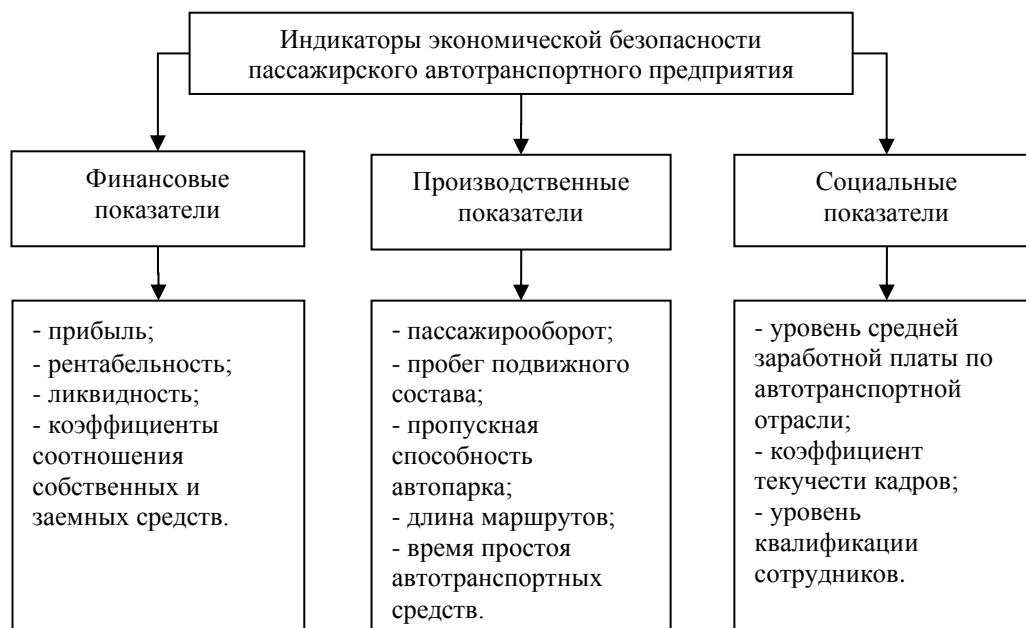 Индикаторы экономической безопасности
пассажирского автотранспортного предприятия
Финансовые
показатели
Производственные
показатели
Социальные
показатели
- прибыль;
- рентабельность;
- ликвидность;
- коэффициенты
соотношения
собственных и
заемных средств.
- пассажирооборот;
- пробег подвижного
состава;
- пропускная
способность
автопарка;
- длина маршрутов;
- время простоя
автотранспортных
средств.
- уровень средней
заработной платы по
автотранспортной
отрасли;
- коэффициент
текучести кадров;
- уровень
квалификации
сотрудников.